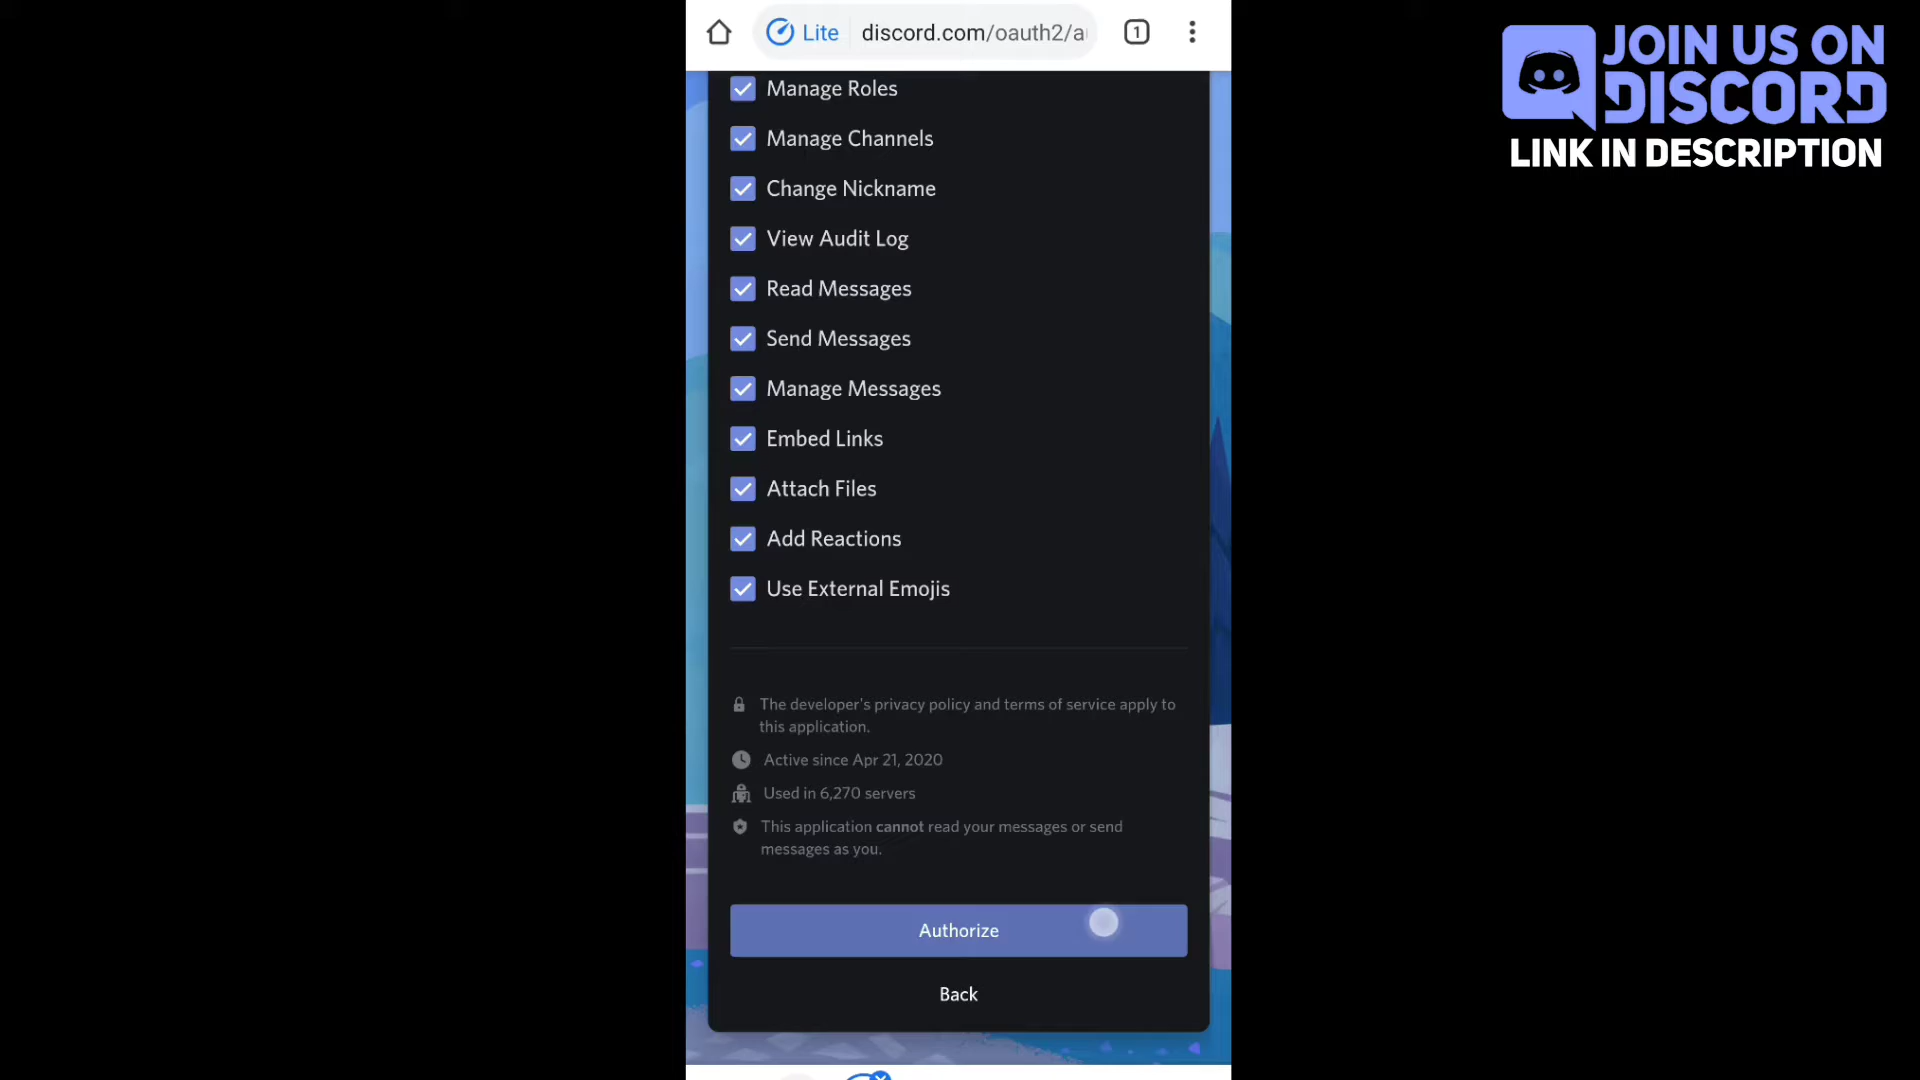 Lite discord.com/oauth2/a 1
JOIN US ON
DISCORD
LINK IN DESCRIPTION
Manage Roles
Manage Channels
Change Nickname
View Audit Log
Read Messages
Send Messages
Manage Messages
Embed Links
Attach Files
Add Reactions
Use External Emojis
The developer's privacy policy and terms of service apply to
this application.
Active since Apr 21, 2020
Used in 6,270 servers
This application cannot read your messages or send
messages as you.
Authorize
Back